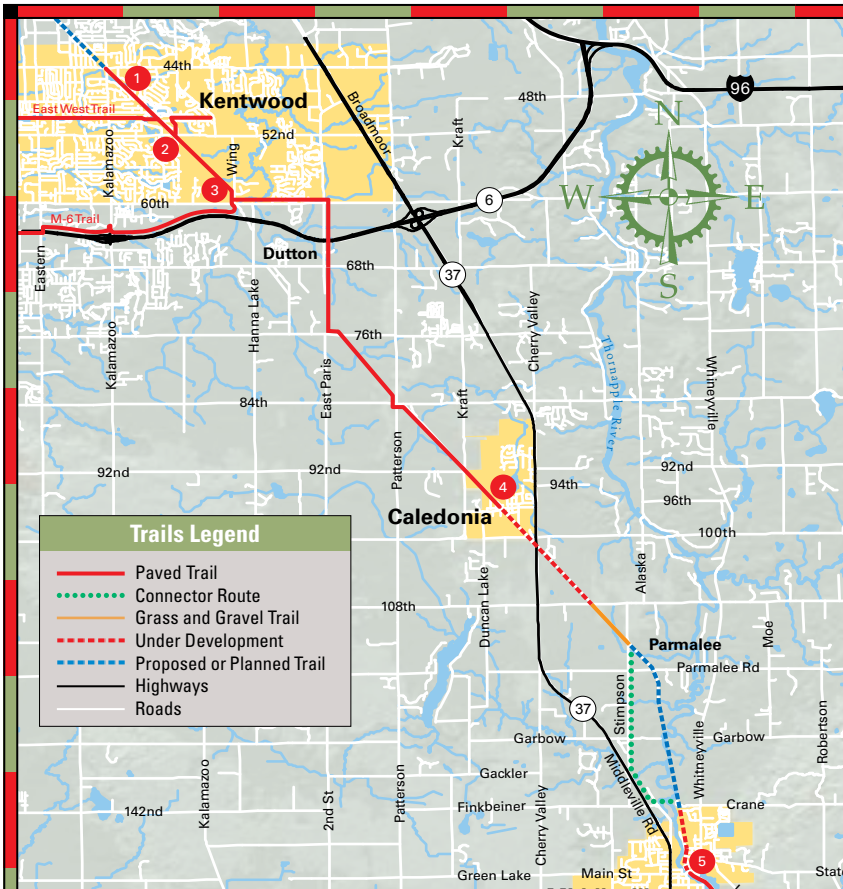 44th
1
Kentwood
Broadmoor
96
48th
East West Trail
N
52nd
Kraft
Kalamazoo
2
Wing
3
W
E
60th
6
M-6 Trail
Dutton
S
68th
37
Eastern
Hanna Lake
Cherry Valley
76th
Thornapple River
Kalamazoo
Whineyville
East Paris
84th
Kraft
Patterson
92nd
92nd
92nd
4
94th
96th
Caledonia
100th
Trails Legend
Paved Trail
Connector Route
Grass and Gravel Trail
Under Development
Proposed or Planned Trail
Highways
Roads
Alaska
Duncan Lake
108th
Moe
Parmalee
Parmalee Rd
Stimpson
37
Robertson
Garbow
Garbow
Whitneyville
Middleville Rd
Gackler
Kalamazoo
2nd St
Patterson
Cherry Valley
Finkbeiner
Crane
142nd
5
Green Lake
Main St
State